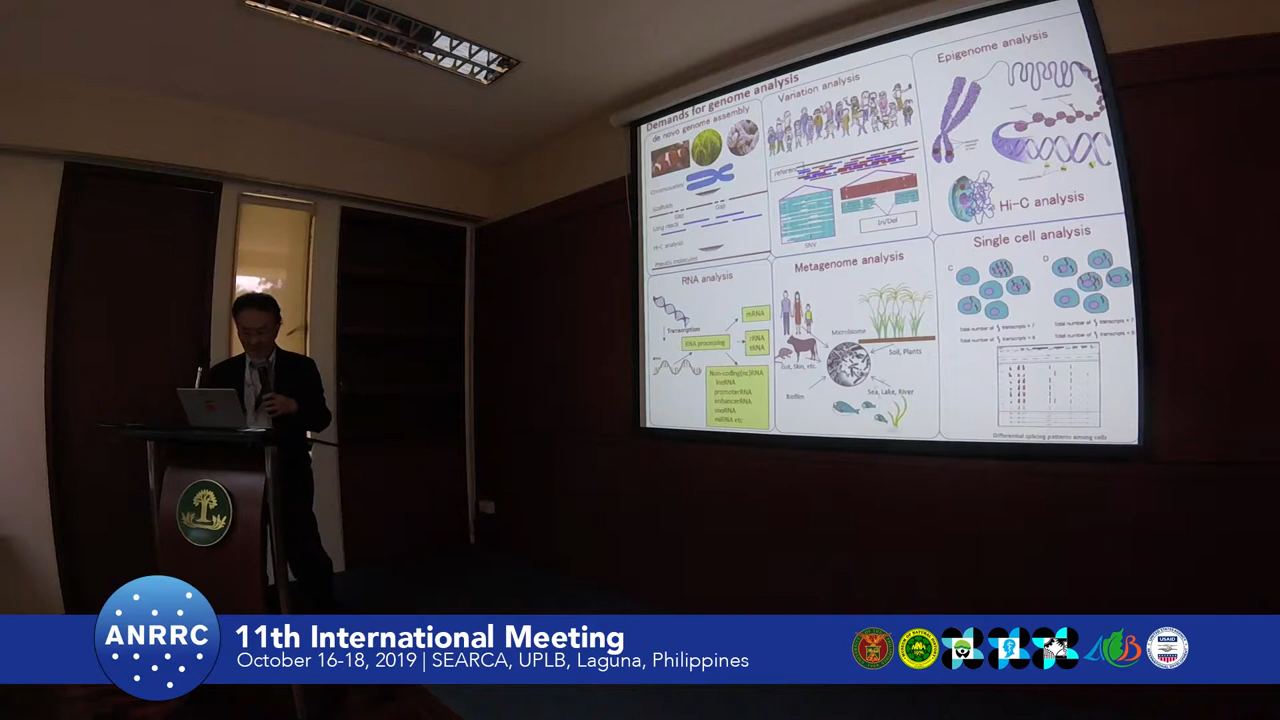 Demands for genome analysis
de novo genome assembly
Chromosomes
Scaffolds
Gap
Gap
Long reads
Hi-C analysis
Variation analysis
SNV
In/Del
Epigenome analysis
Hi-C analysis
RNA analysis
Transcription
RNA processing
mRNA
rRNA
tRNA
Non-coding(nc)RNA
lncRNA
promoterRNA
enhancerRNA
snoRNA
miRNA etc
Metagenome analysis
Microbiome
Gut, Skin, etc.
Soil, Plants
Biofilm
Sea, Lake, River
Single cell analysis
C
D
Differential splicing patterns among cells
ANRRC
11th International Meeting
October 16-18, 2019 | SEARCA, UPLB, Laguna, Philippines
USAID